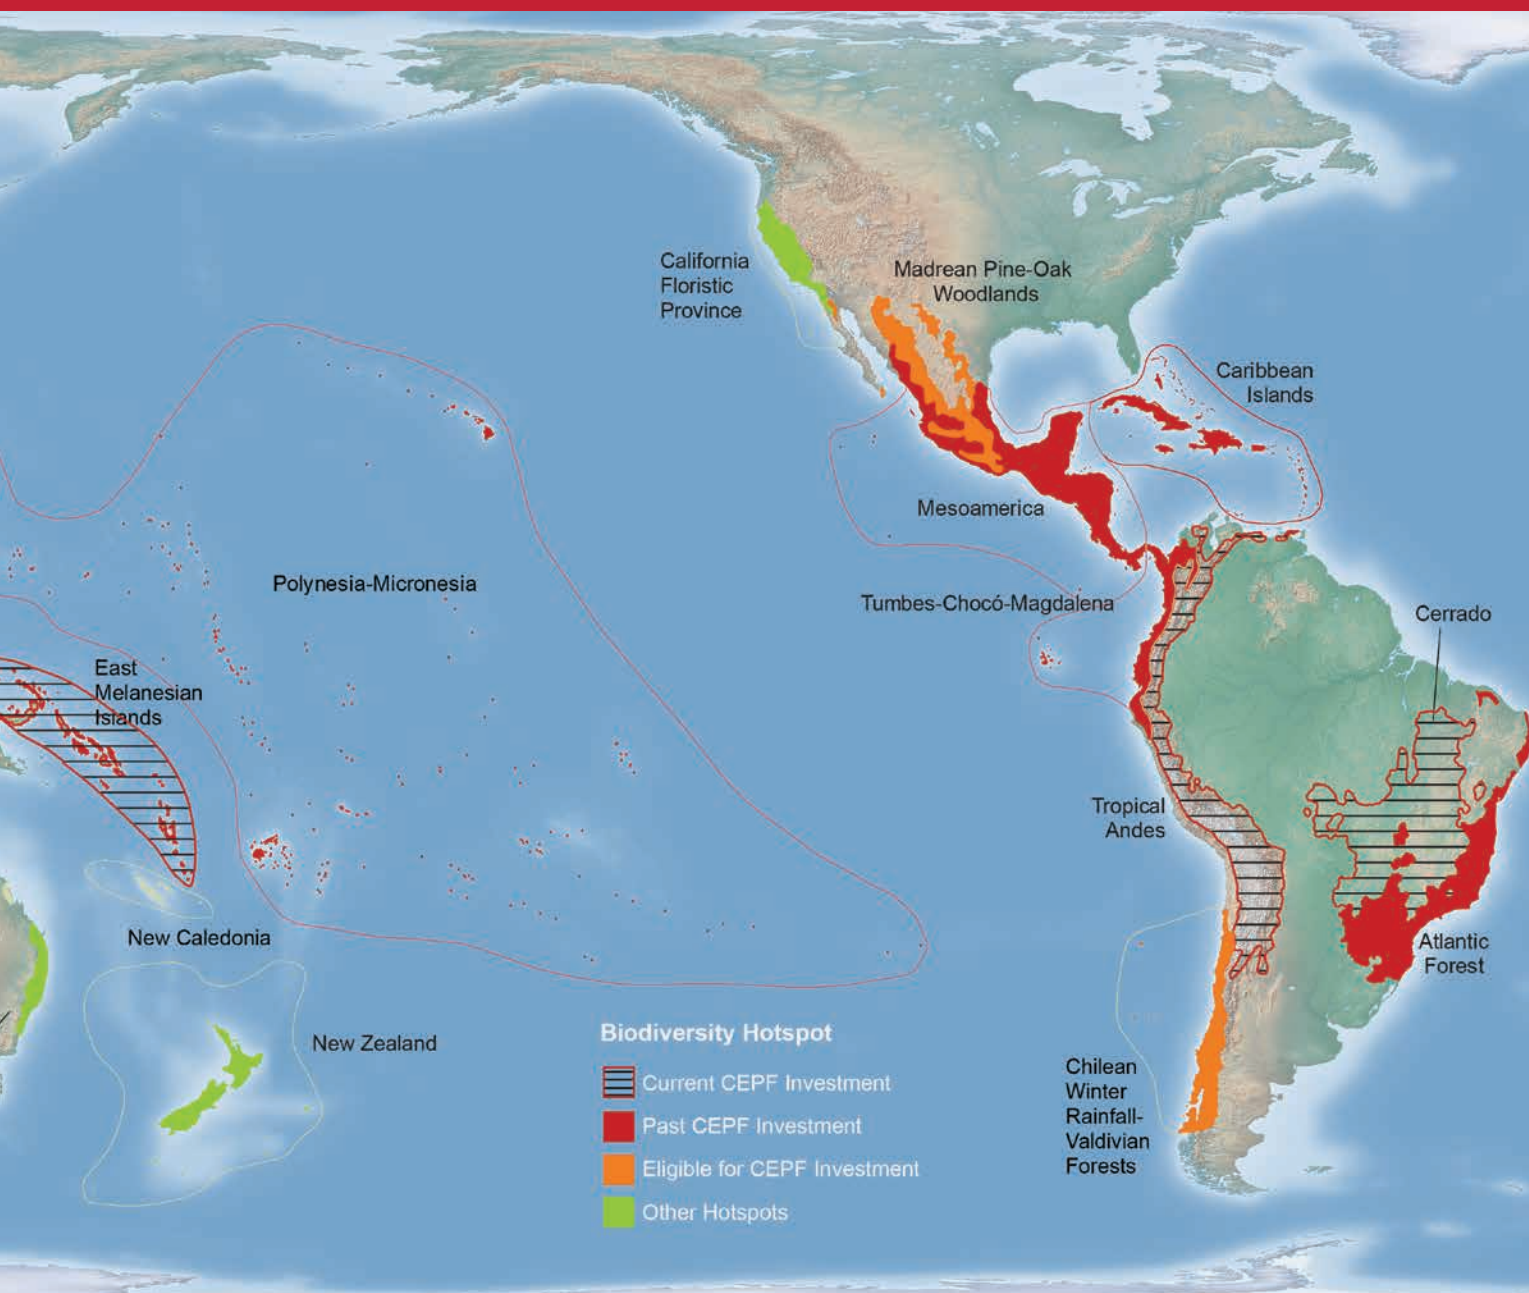 California
Floristic
Province
Madrean Pine-Oak
Woodlands
Caribbean
Islands
Mesoamerica
Polynesia-Micronesia
Tumbes-Chocó-Magdalena
Cerrado
East
Melanesian
Islands
Tropical
Andes
New Caledonia
Atlantic
Forest
New Zealand
Chilean
Winter
Rainfall-
Valdivian
Forests
Biodiversity Hotspot
Current CEPF Investment
Past CEPF Investment
Eligible for CEPF Investment
Other Hotspots